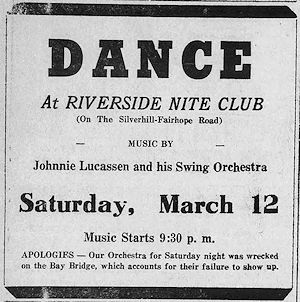 DANCE
At RIVERSIDE NITE CLUB
(On The Silverhill-Fairhope Road)
— MUSIC BY —
Johnnie Lucassen and his Swing Orchestra
Saturday, March 12
Music Starts 9:30 p. m.
APOLOGIES — Our Orchestra for Saturday night was wrecked
on the Bay Bridge, which accounts for their failure to show up.